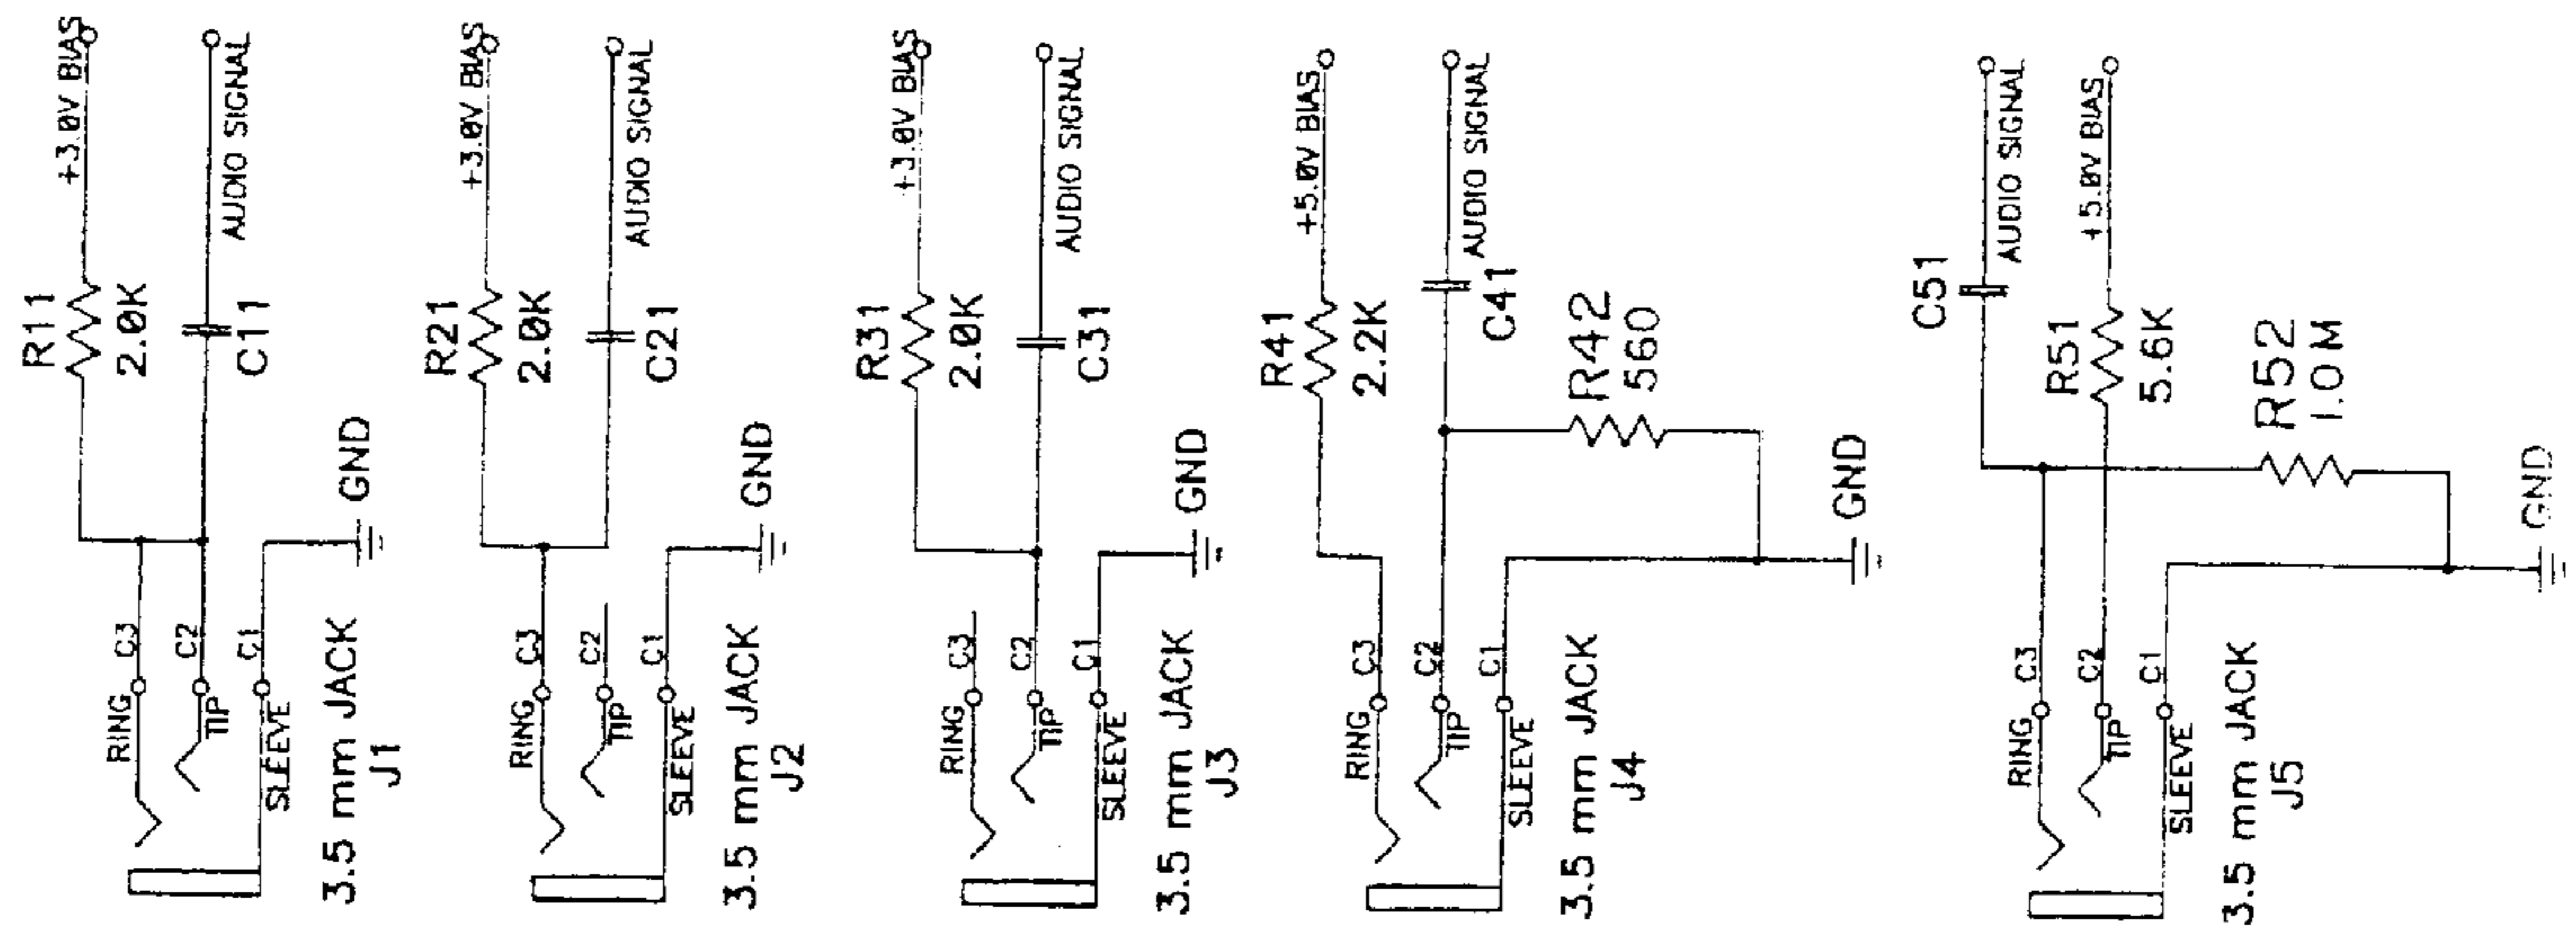 +3.0V BIAS
R11
2.0K
AUDIO SIGNAL
C11
GND
C3
C2
C1
RING
TIP
SLEEVE
3.5 mm JACK
J1
+3.0V BIAS
R21
2.0K
AUDIO SIGNAL
C21
GND
C3
C2
C1
RING
TIP
SLEEVE
3.5 mm JACK
J2
+3.0V BIAS
R31
2.0K
AUDIO SIGNAL
C31
GND
C3
C2
C1
RING
TIP
SLEEVE
3.5 mm JACK
J3
+5.0V BIAS
R41
2.2K
AUDIO SIGNAL
C41
R42
560
GND
C3
C2
C1
RING
TIP
SLEEVE
3.5 mm JACK
J4
AUDIO SIGNAL
C51
+5.0V BIAS
R51
5.6K
R52
1.0M
GND
C3
C2
C1
RING
TIP
SLEEVE
3.5 mm JACK
J5